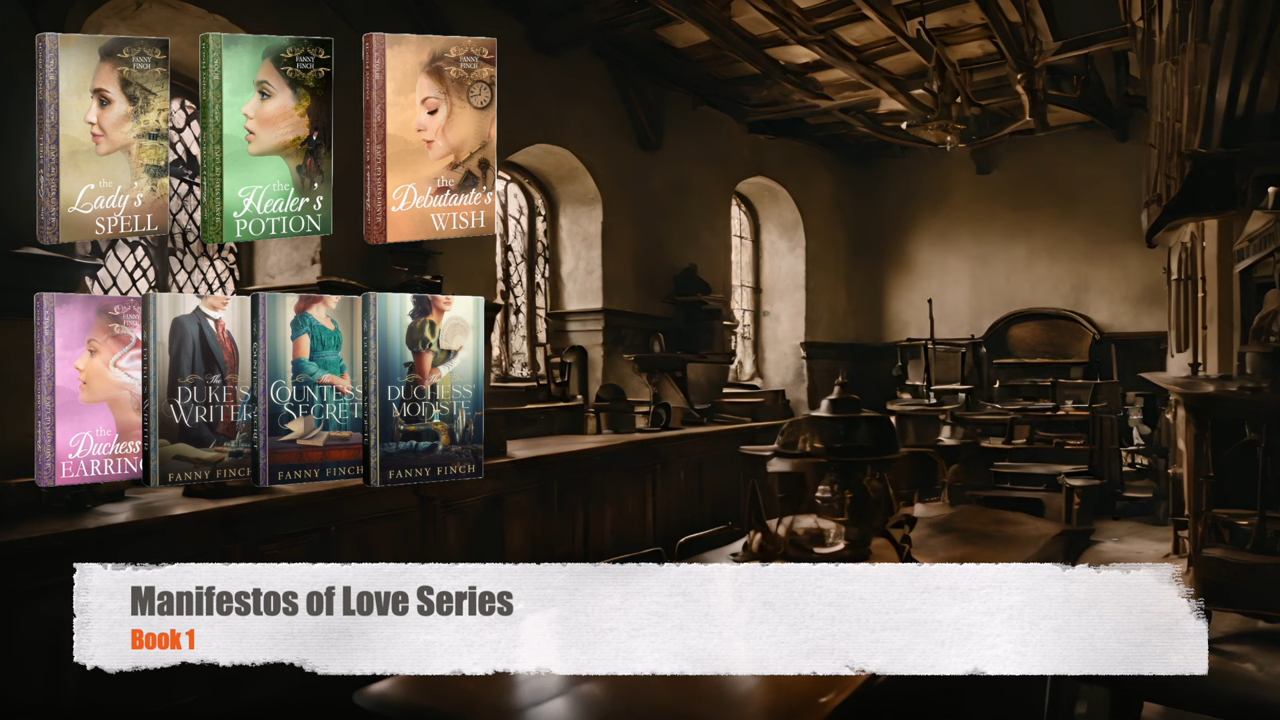 FANNY
FINCH
the
Lady's
SPELL
FANNY
FINCH
the
Healer's
POTION
FANNY
FINCH
the
Debutante's
WISH
FANNY
FINCH
the
Duchess
EARRING
The
DUKE'S
WRITER
FANNY FINCH
The
COUNTESS
SECRET
FANNY FINCH
The
DUCHESS'
MODISTE
FANNY FINCH
Manifestos of Love Series
Book 1